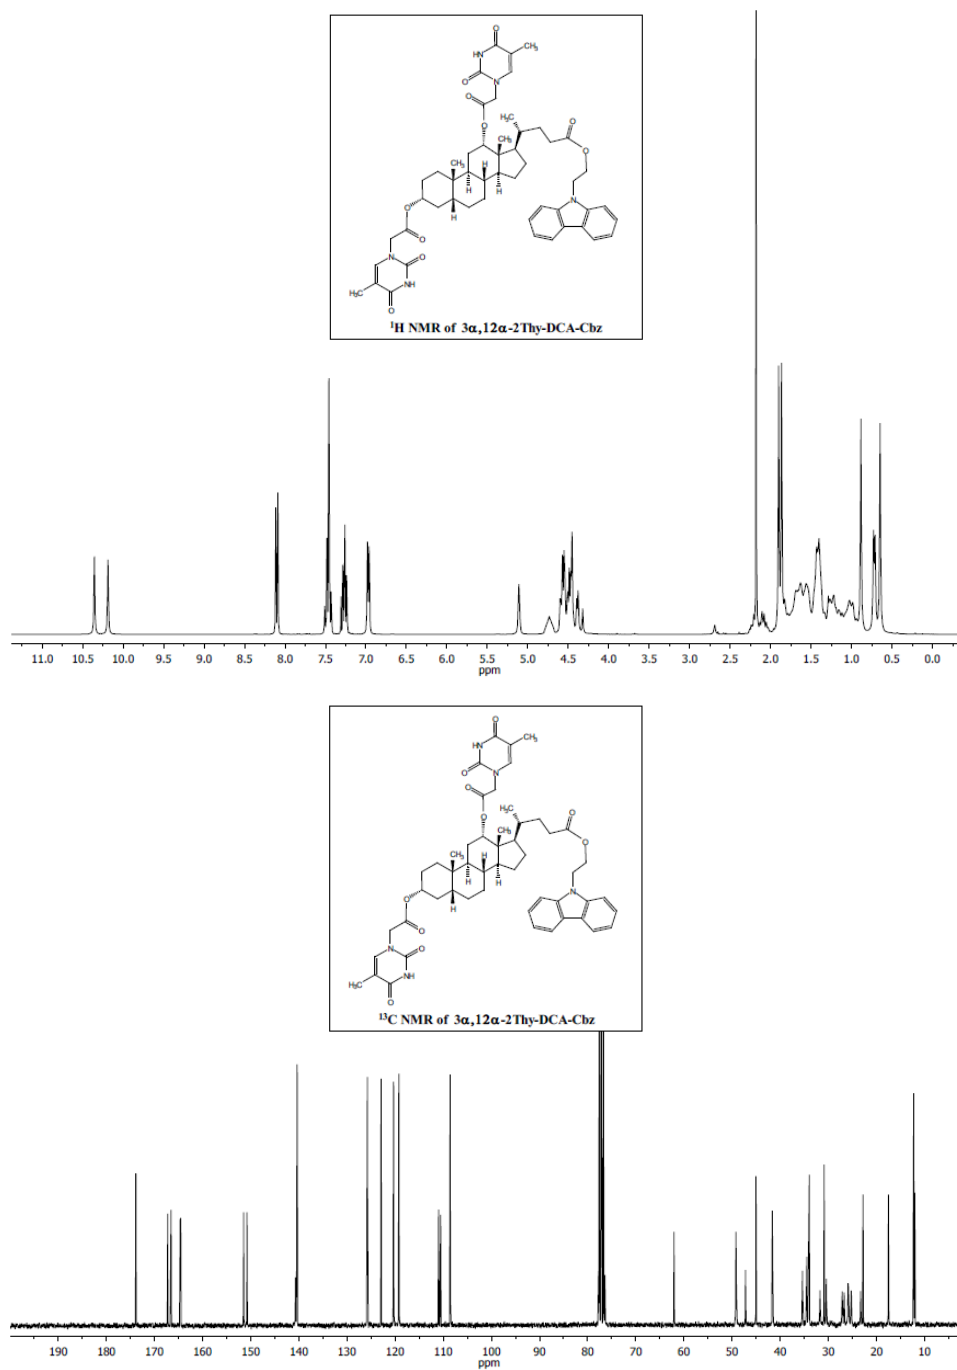 O
CH₃
HN
O
N
O
O
H₃C
O
CH₃
O
CH₃
H
N
H
H
O
H
O
N
O
H₃C
NH
O
¹H NMR of 3α,12α-2Thy-DCA-Cbz
11.0 10.5 10.0 9.5 9.0 8.5 8.0 7.5 7.0 6.5 6.0 5.5 5.0 4.5 4.0 3.5 3.0 2.5 2.0 1.5 1.0 0.5 0.0
ppm
O
CH₃
HN
O
N
O
O
H₃C
O
CH₃
O
CH₃
H
N
H
H
O
H
O
N
O
H₃C
NH
O
¹³C NMR of 3α,12α-2Thy-DCA-Cbz
190 180 170 160 150 140 130 120 110 100 90 80 70 60 50 40 30 20 10
ppm